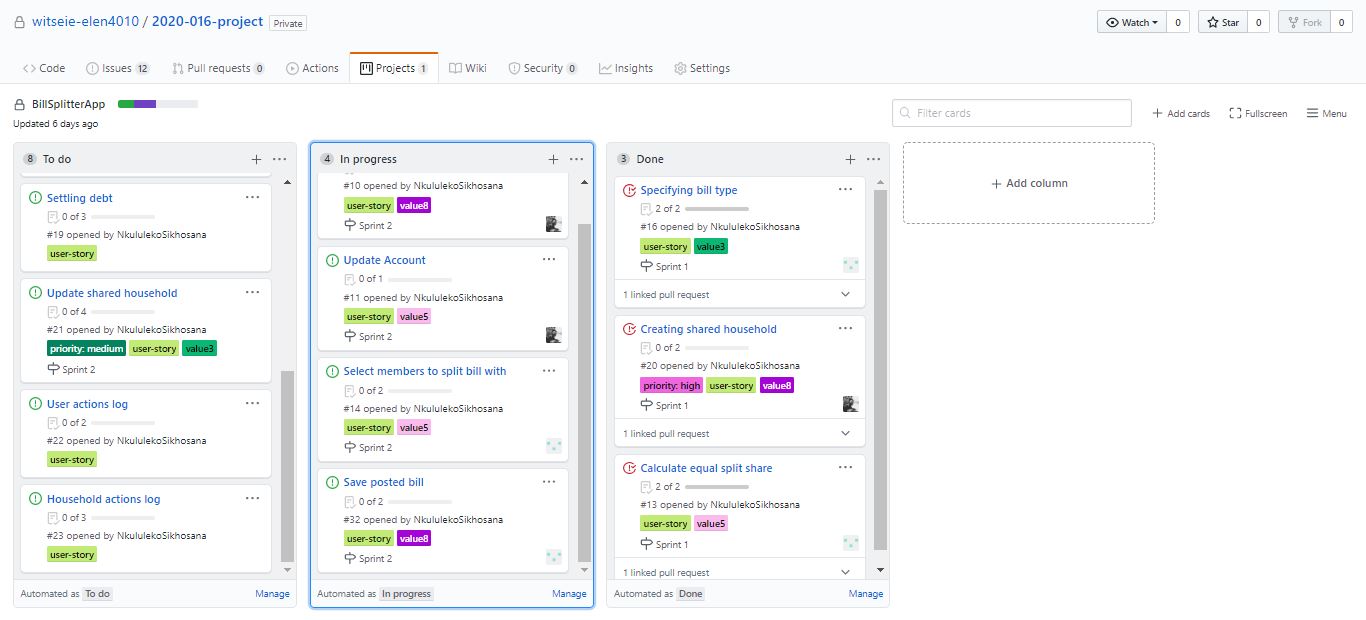 witseie-elen4010 / 2020-016-project Private
Watch 0 Star 0 Fork 0
Code Issues 12 Pull requests 0 Actions Projects 1 Wiki Security 0 Insights Settings
BillSplitterApp
Updated 6 days ago
Filter cards
+ Add cards Fullscreen Menu
8 To do + ...
Settling debt ...
0 of 3
#19 opened by NkululekoSikhosana
user-story
Update shared household ...
0 of 4
#21 opened by NkululekoSikhosana
priority: medium user-story value3
Sprint 2
User actions log ...
0 of 2
#22 opened by NkululekoSikhosana
user-story
Household actions log ...
0 of 3
#23 opened by NkululekoSikhosana
user-story
Automated as To do Manage
4 In progress + ...
#10 opened by NkululekoSikhosana
user-story value8
Sprint 2
Update Account ...
0 of 1
#11 opened by NkululekoSikhosana
user-story value5
Sprint 2
Select members to split bill with ...
0 of 2
#14 opened by NkululekoSikhosana
user-story value5
Sprint 2
Save posted bill ...
0 of 2
#32 opened by NkululekoSikhosana
user-story value8
Sprint 2
Automated as In progress Manage
3 Done + ...
Specifying bill type ...
2 of 2
#16 opened by NkululekoSikhosana
user-story value3
Sprint 1
1 linked pull request
Creating shared household ...
0 of 2
#20 opened by NkululekoSikhosana
priority: high user-story value8
Sprint 1
1 linked pull request
Calculate equal split share ...
2 of 2
#13 opened by NkululekoSikhosana
user-story value5
Sprint 1
1 linked pull request
Automated as Done Manage
+ Add column